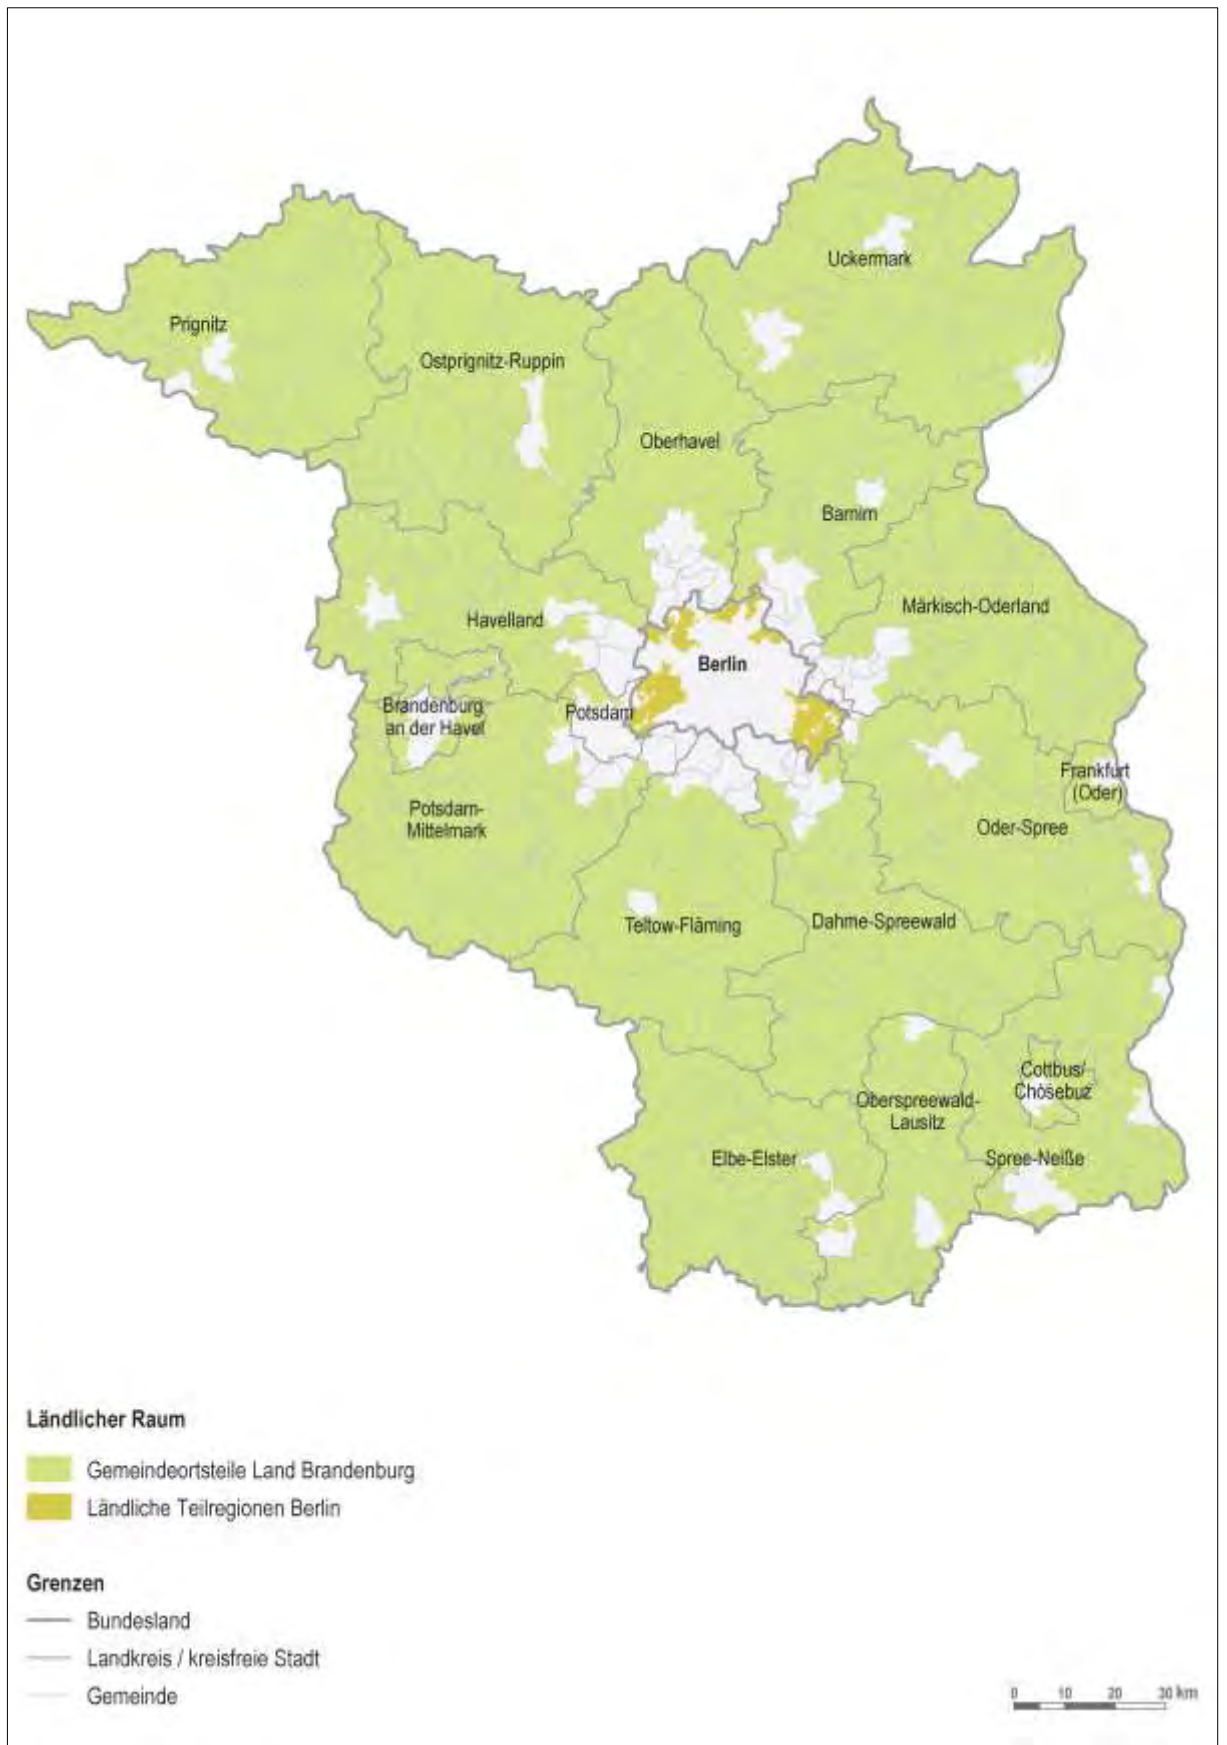 Uckermark
Prignitz
Ostprignitz-Ruppin
Oberhavel
Barnim
Märkisch-Oderland
Havelland
Berlin
Brandenburg
an der Havel
Potsdam
Frankfurt
(Oder)
Potsdam-
Mittelmark
Oder-Spree
Teltow-Fläming
Dahme-Spreewald
Cottbus/
Chóśebuz
Oberspreewald-
Lausitz
Elbe-Elster
Spree-Neiße
Ländlicher Raum
Gemeindeortsteile Land Brandenburg
Ländliche Teilregionen Berlin
Grenzen
Bundesland
Landkreis / kreisfreie Stadt
Gemeinde
0 10 20 30 km